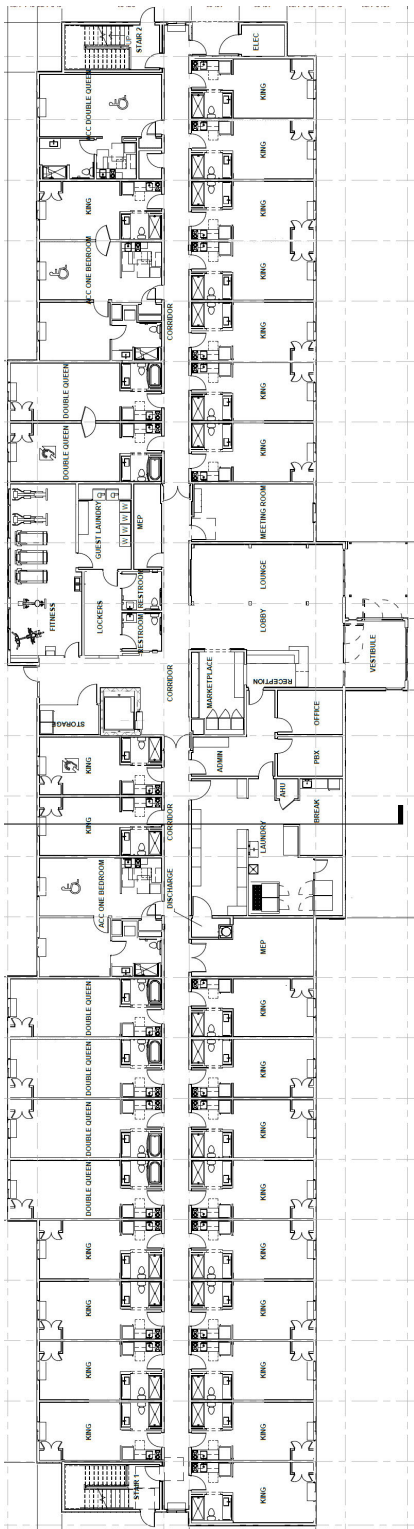 UP
STAIR 2
ELEC
ACC DOUBLE QUEEN
KING
KING
KING
KING
ACC ONE BEDROOM
KING
CORRIDOR
KING
KING
DOUBLE QUEEN
KING
DOUBLE QUEEN
KING
GUEST LAUNDRY
W
W
W
MEP
MEETING ROOM
FITNESS
LOCKERS
RESTROOM
RESTROOM
LOBBY
LOUNGE
VESTIBULE
STORAGE
CORRIDOR
MARKETPLACE
RECEPTION
OFFICE
KING
ADMIN
PBX
KING
CORRIDOR
AHU
BREAK
LAUNDRY
ACC ONE BEDROOM
DISCHARGE
MEP
DOUBLE QUEEN
KING
DOUBLE QUEEN
KING
DOUBLE QUEEN
KING
DOUBLE QUEEN
KING
KING
KING
KING
KING
KING
KING
KING
KING
STAIR 1
KING